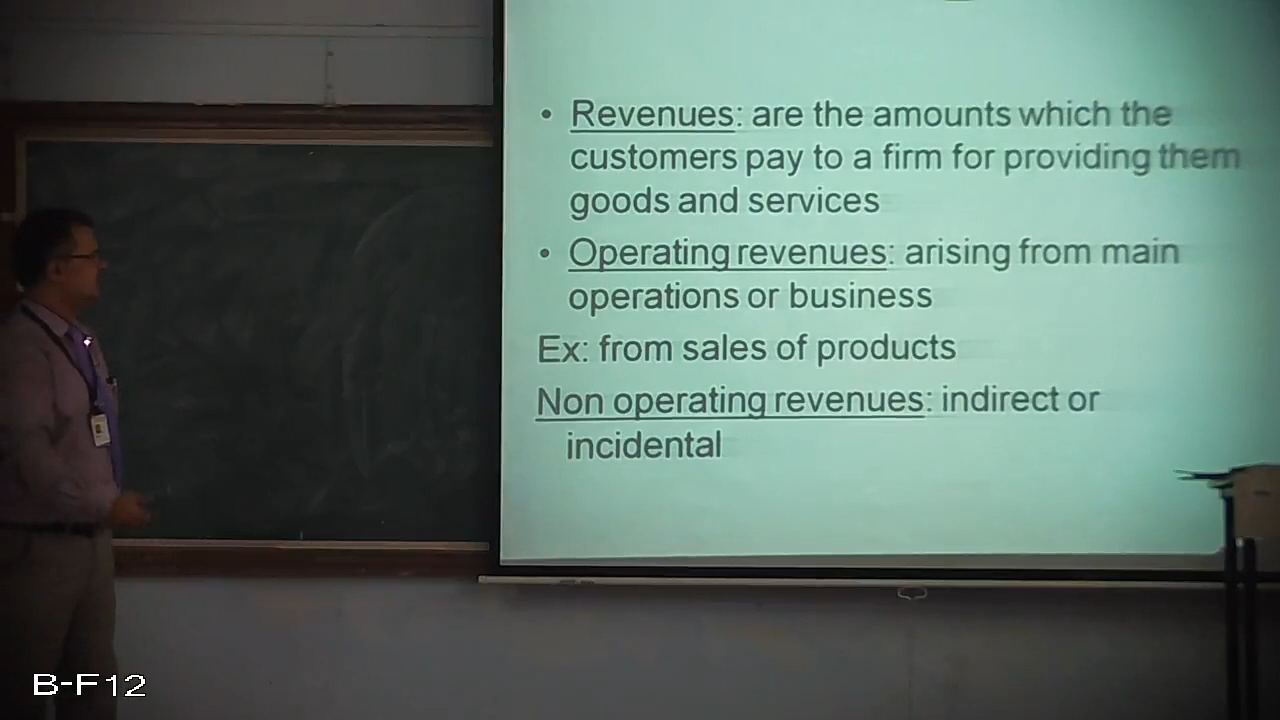 • Revenues: are the amounts which the
customers pay to a firm for providing them
goods and services
• Operating revenues: arising from main
operations or business
Ex: from sales of products
Non operating revenues: indirect or
incidental
B-F12